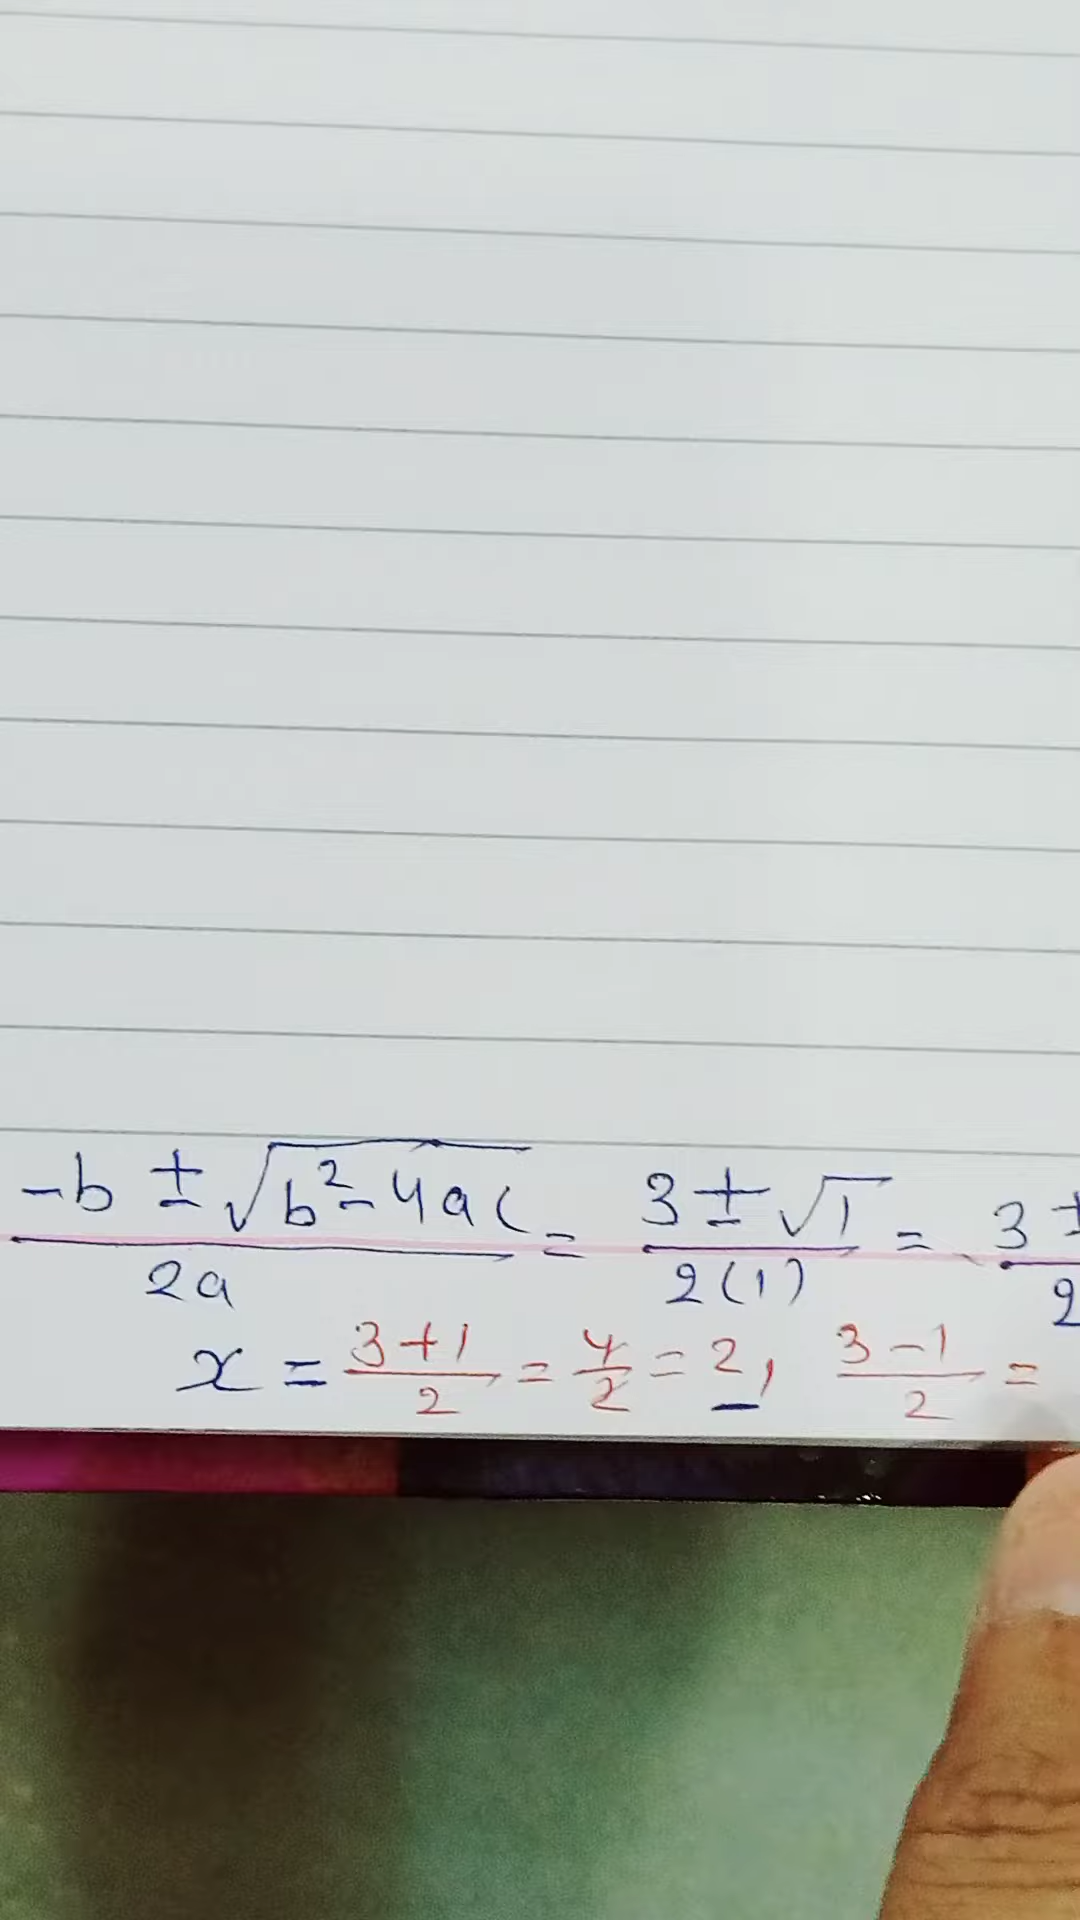 -b ± √(b² - 4ac) / 2a = 3 ± √1 / 2(1) = 3 ± / 2
x = 3+1 / 2 = 4/2 = 2, 3-1 / 2 =